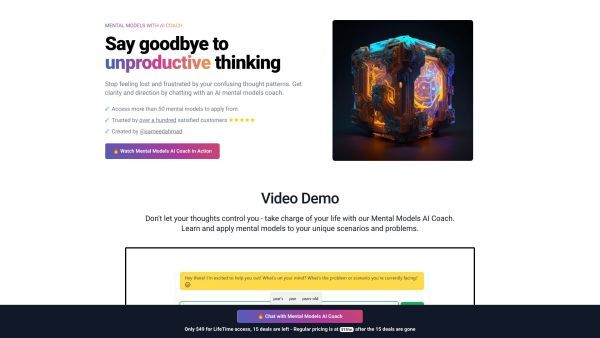 MENTAL MODELS WITH AI COACH
Say goodbye to
unproductive thinking
Stop feeling lost and frustrated by your confusing thought patterns. Get
clarity and direction by chatting with an AI mental models coach.
✓ Access more than 50 mental models to apply from
✓ Trusted by over a hundred satisfied customers ⭐⭐⭐⭐⭐
✓ Created by @sameedahmad
🔥 Watch Mental Models AI Coach in Action
Video Demo
Don't let your thoughts control you - take charge of your life with our Mental Models AI Coach.
Learn and apply mental models to your unique scenarios and problems.
Hey there! I'm excited to help you out! What's on your mind? What's the problem or scenario you're currently facing?
year's year years-old
🔥 Chat with Mental Models AI Coach
Only $49 for LifeTime access, 15 deals are left - Regular pricing is at after the 15 deals are gone